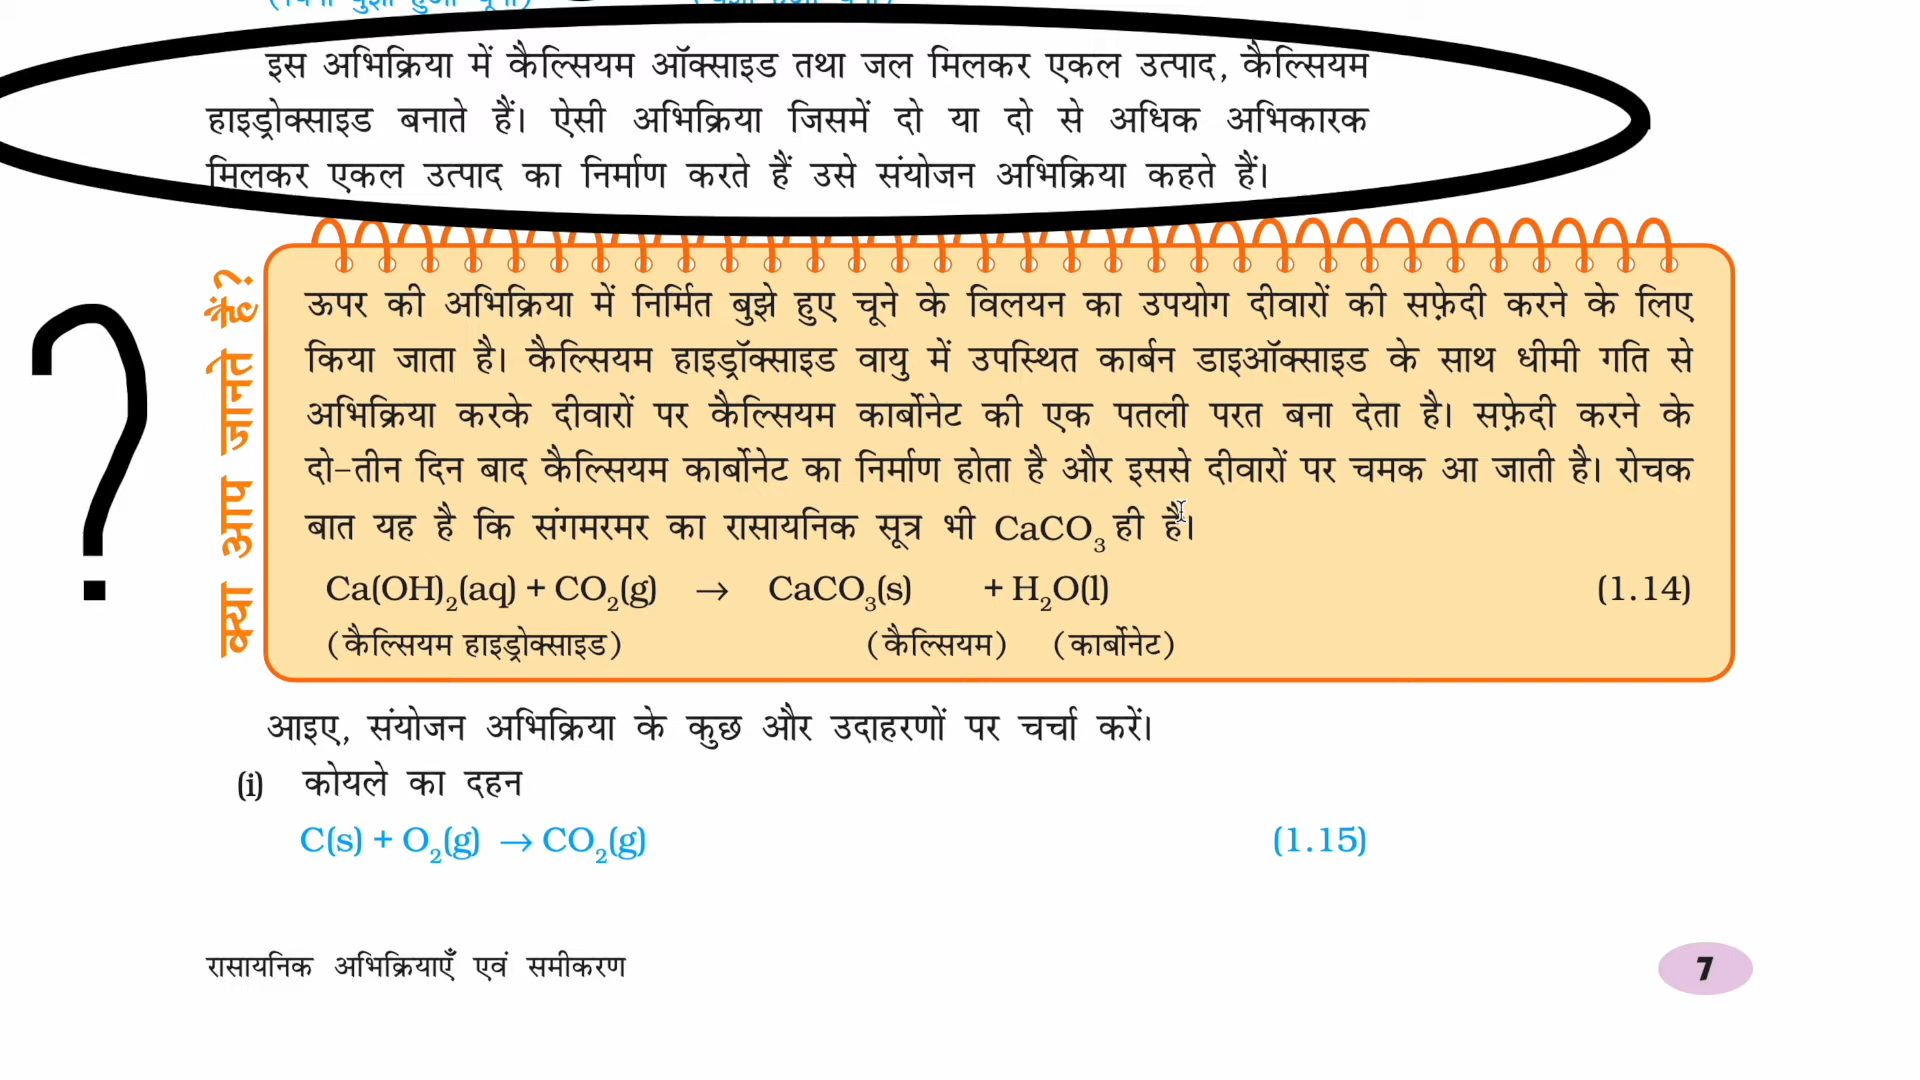 इस अभिक्रिया में कैल्सियम ऑक्साइड तथा जल मिलकर एकल उत्पाद, कैल्सियम
हाइड्रोक्साइड बनाते हैं। ऐसी अभिक्रिया जिसमें दो या दो से अधिक अभिकारक
मिलकर एकल उत्पाद का निर्माण करते हैं उसे संयोजन अभिक्रिया कहते हैं।
?
क्या आप जानते हैं?
ऊपर की अभिक्रिया में निर्मित बुझे हुए चूने के विलयन का उपयोग दीवारों की सफ़ेदी करने के लिए
किया जाता है। कैल्सियम हाइड्रॉक्साइड वायु में उपस्थित कार्बन डाइऑक्साइड के साथ धीमी गति से
अभिक्रिया करके दीवारों पर कैल्सियम कार्बोनेट की एक पतली परत बना देता है। सफ़ेदी करने के
दो-तीन दिन बाद कैल्सियम कार्बोनेट का निर्माण होता है और इससे दीवारों पर चमक आ जाती है। रोचक
बात यह है कि संगमरमर का रासायनिक सूत्र भी CaCO₃ ही है।
Ca(OH)₂(aq) + CO₂(g) → CaCO₃(s) + H₂O(l) (1.14)
(कैल्सियम हाइड्रोक्साइड) (कैल्सियम) (कार्बोनेट)
आइए, संयोजन अभिक्रिया के कुछ और उदाहरणों पर चर्चा करें।
(i) कोयले का दहन
C(s) + O₂(g) → CO₂(g) (1.15)
रासायनिक अभिक्रियाएँ एवं समीकरण 7